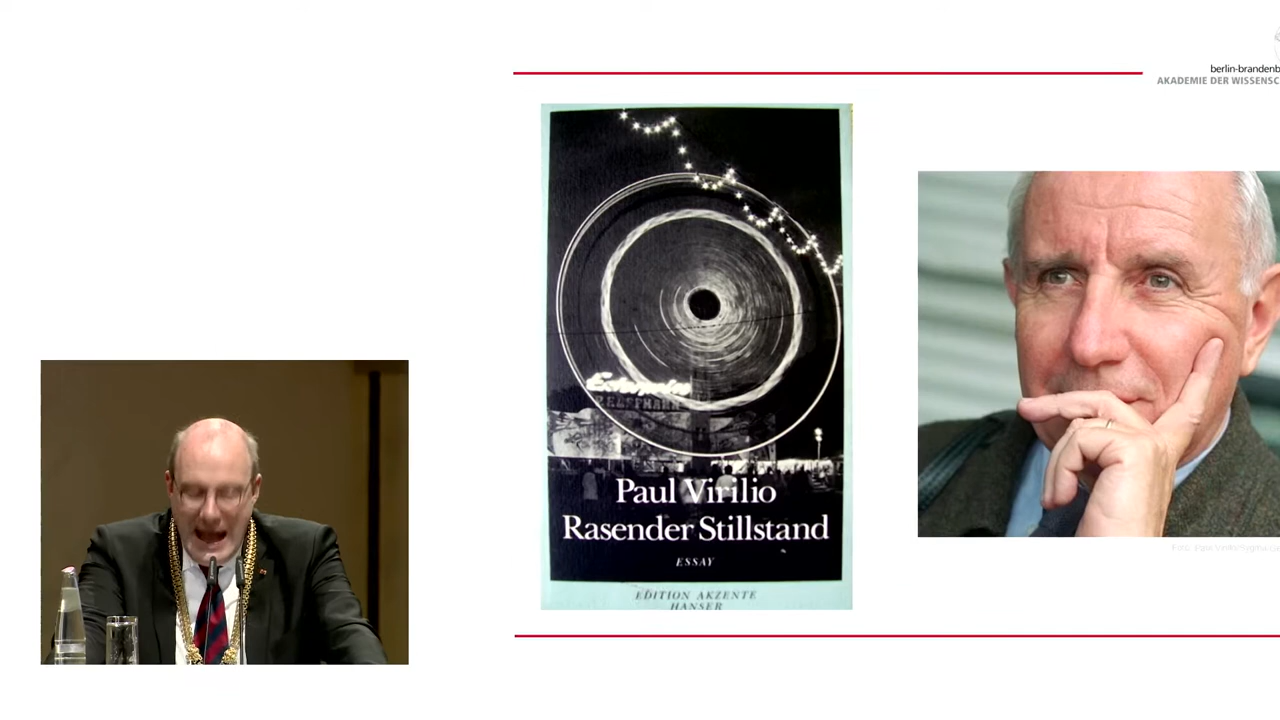 berlin-brandenb
AKADEMIE DER WISSENSC
Paul Virilio
Rasender Stillstand
ESSAY
EDITION AKZENTE
HANSER